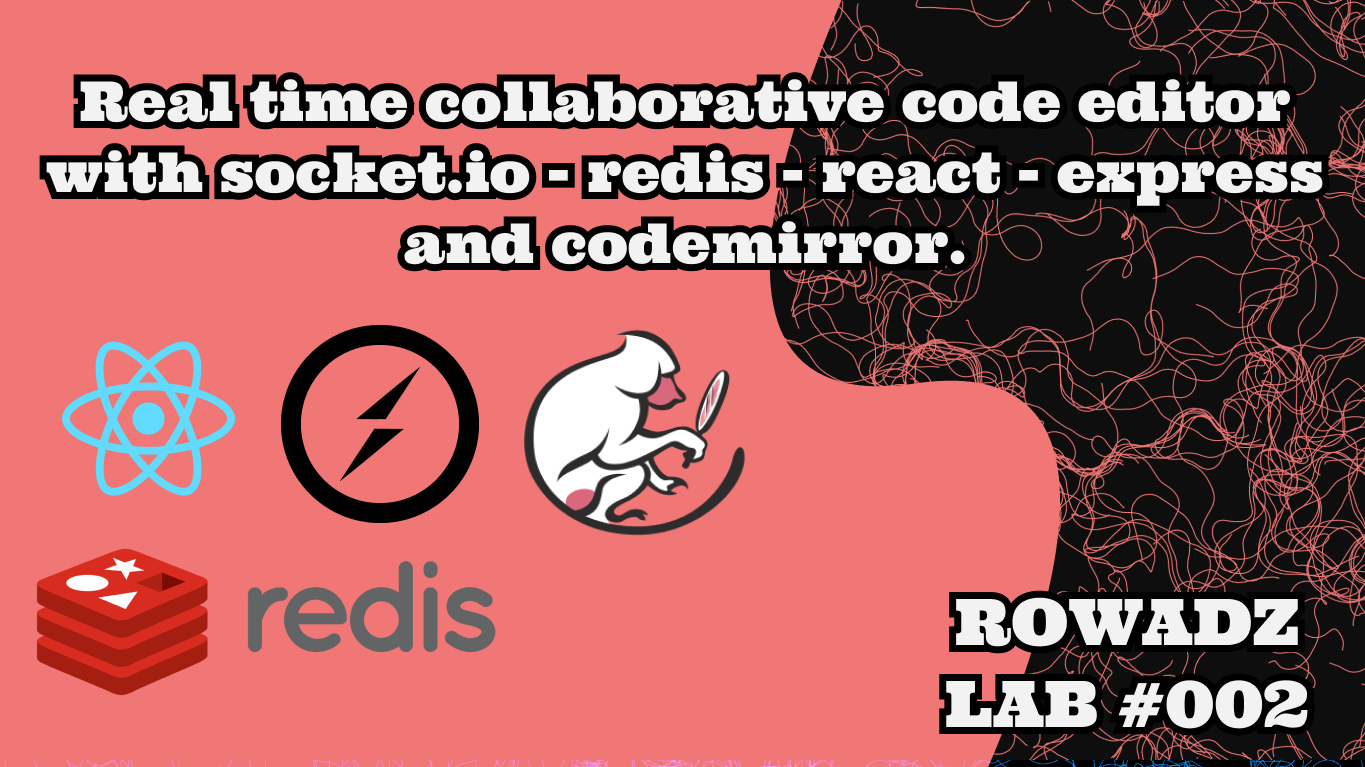 Real time collaborative code editor
with socket.io - redis - react - express
and codemirror.
redis
ROWADZ
LAB #002